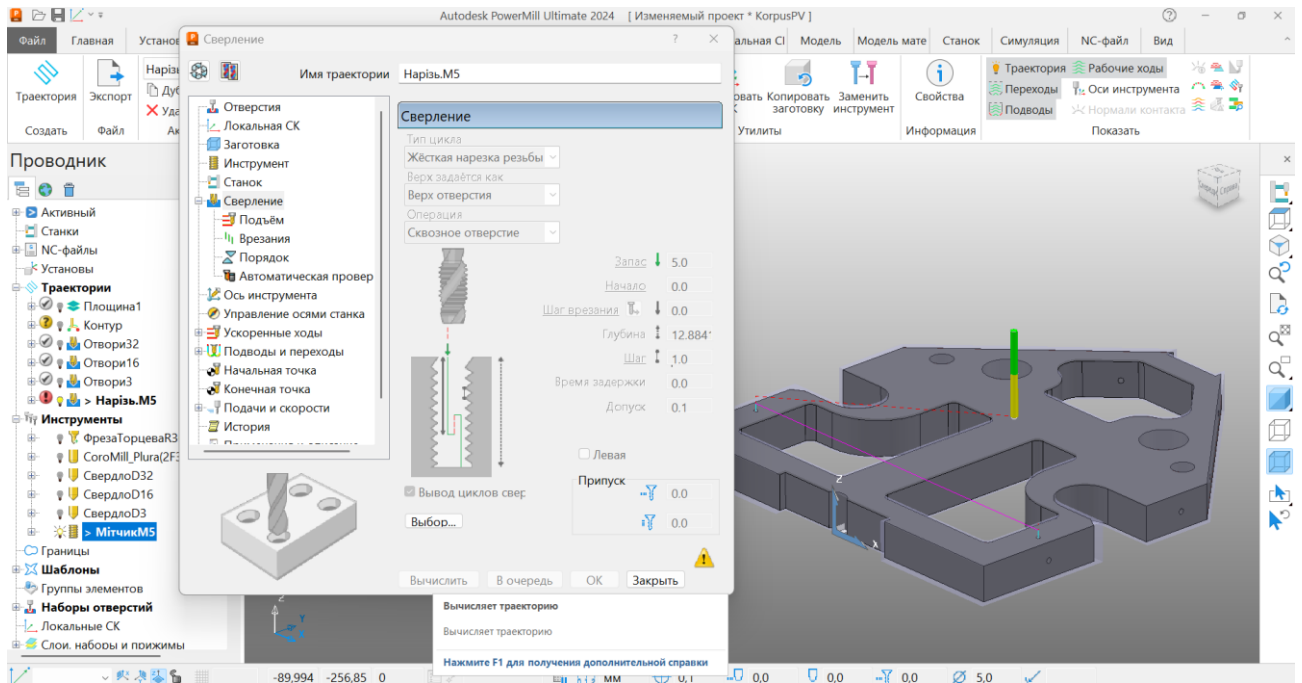 Autodesk PowerMill Ultimate 2024 [ Изменяемый проект * KorpusPV ]
Файл Главная Установ
альная СІ Модель Модель мате Станок Симуляция NC-файл Вид
Сверление
Траектория
Экспорт
Нарізь
Ду
Уда
Создать Файл Ак
Копировать заготовку
Заменить инструмент
Свойства
Траектория Рабочие ходы
Переходы Оси инструмента
Подводы Нормали контакта
Утилиты Информация Показать
Проводник
Активный
Станки
NC-файлы
Установы
Траектории
Площина1
Контур
Отвори32
Отвори16
Отвори3
> Нарізь.М5
Инструменты
ФрезаТорцеваR3
CoroMill_Plura(2F3
СвердлоD32
СвердлоD16
СвердлоD3
> МітчикМ5
Границы
Шаблоны
Группы элементов
Наборы отверстий
Локальные СК
Слои, наборы и прижимы
Имя траектории Нарізь.М5
Отверстия
Локальная СК
Заготовка
Инструмент
Станок
Сверление
Подъём
Врезания
Порядок
Автоматическая провер
Ось инструмента
Управление осями станка
Ускоренные ходы
Подводы и переходы
Начальная точка
Конечная точка
Подачи и скорости
История
Сверление
Тип цикла
Жёсткая нарезка резьбы
Верх задаётся как
Верх отверстия
Операция
Сквозное отверстие
Запас 5.0
Начало 0.0
Шаг врезания 0.0
Глубина 12.884
Шаг 1.0
Время задержки 0.0
Допуск 0.1
Левая
Вывод циклов свер
Припуск
0.0
Выбор...
0.0
Вычислить В очередь ОК Закрыть
Вычисляет траекторию
Вычисляет траекторию
Нажмите F1 для получения дополнительной справки
Z
X
Z
Y
-89,994 -256,85 0
мм 0,1 0,0 0,0 0,0 5,0